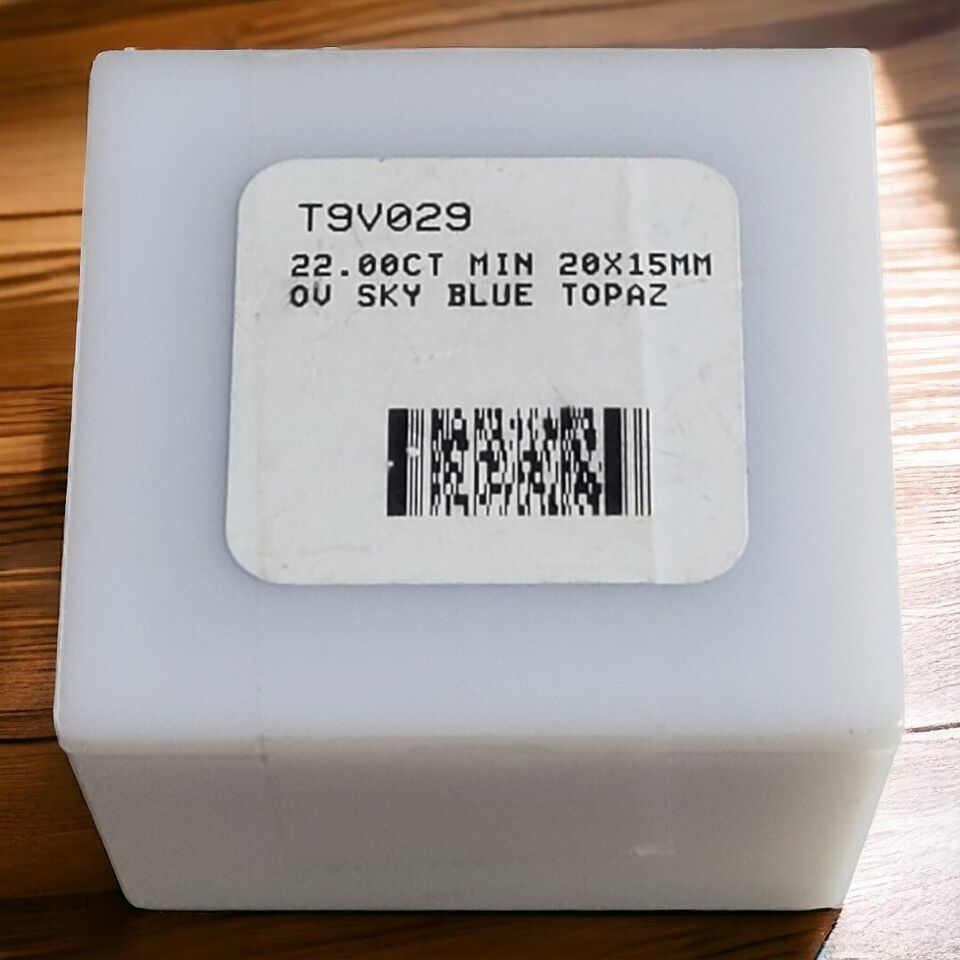 T9V029
22.00CT MIN 20X15MM
OV SKY BLUE TOPAZ